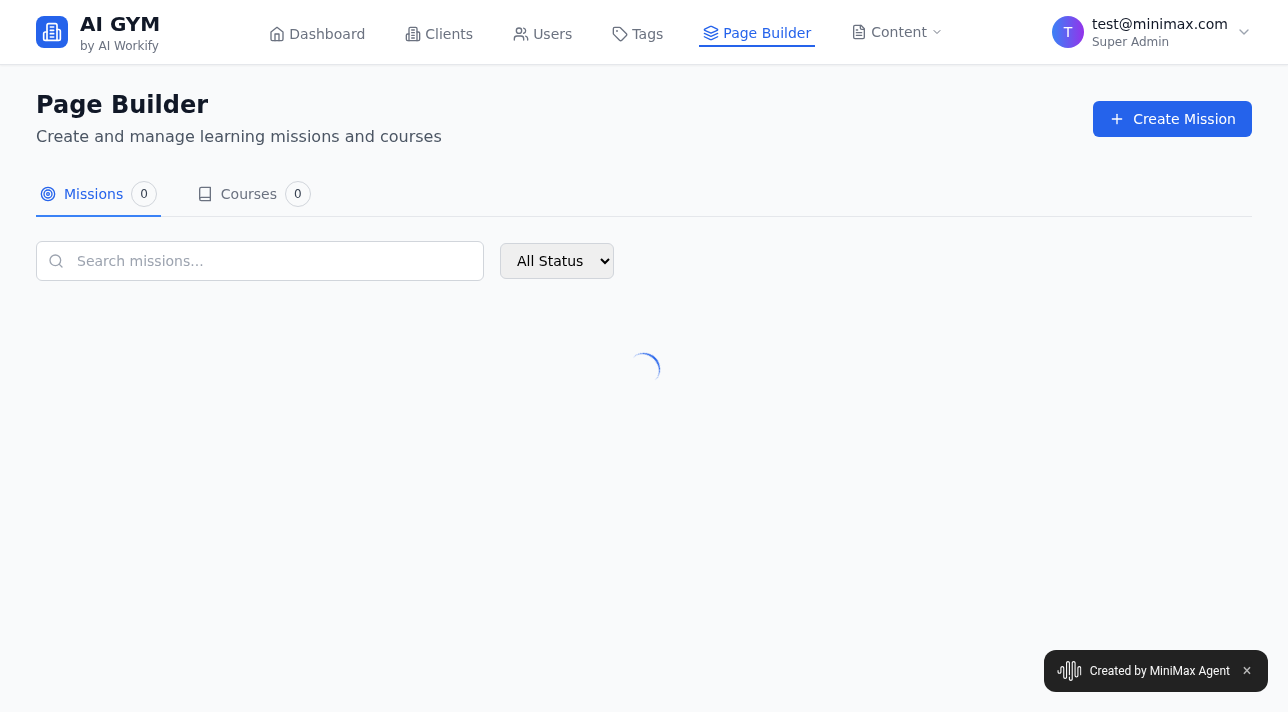 AI GYM
by AI Workify
Dashboard
Clients
Users
Tags
Page Builder
Content
T
test@minimax.com
Super Admin
Page Builder
Create and manage learning missions and courses
Create Mission
Missions 0
Courses 0
Search missions...
All Status
Created by MiniMax Agent ×